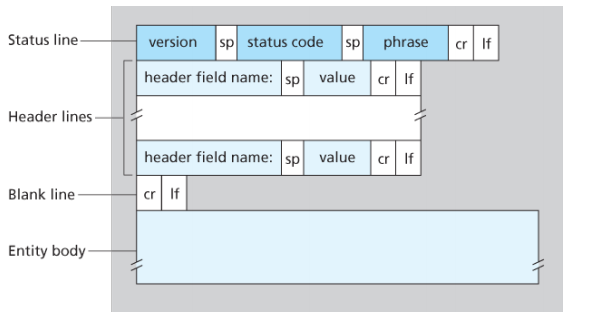 Status line version sp status code sp phrase cr lf
header field name: sp value cr lf
Header lines
header field name: sp value cr lf
Blank line cr lf
Entity body